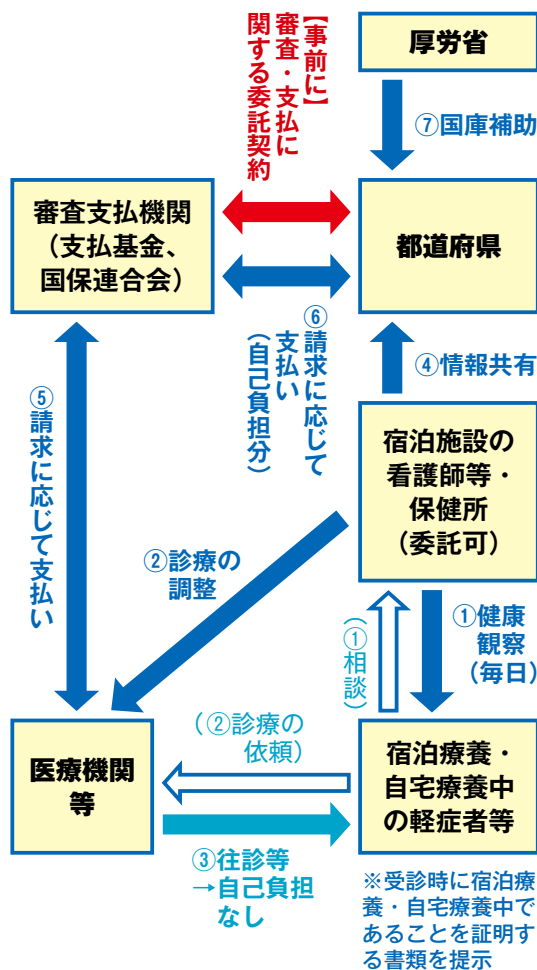 厚労省
【事前に】
審査・支払に
関する委託契約
⑦国庫補助
審査支払機関
（支払基金、
国保連合会）
都道府県
⑥請求に応じて
支払い
（自己負担分）
④情報共有
⑤請求に応じて支払い
宿泊施設の
看護師等・
保健所
（委託可）
②診療の
調整
（①相談）
①健康
観察
（毎日）
（②診療の
依頼）
医療機関
等
宿泊療養・
自宅療養中
の軽症者等
③往診等
→自己負担
なし
※受診時に宿泊療
養・自宅療養中で
あることを証明す
る書類を提示